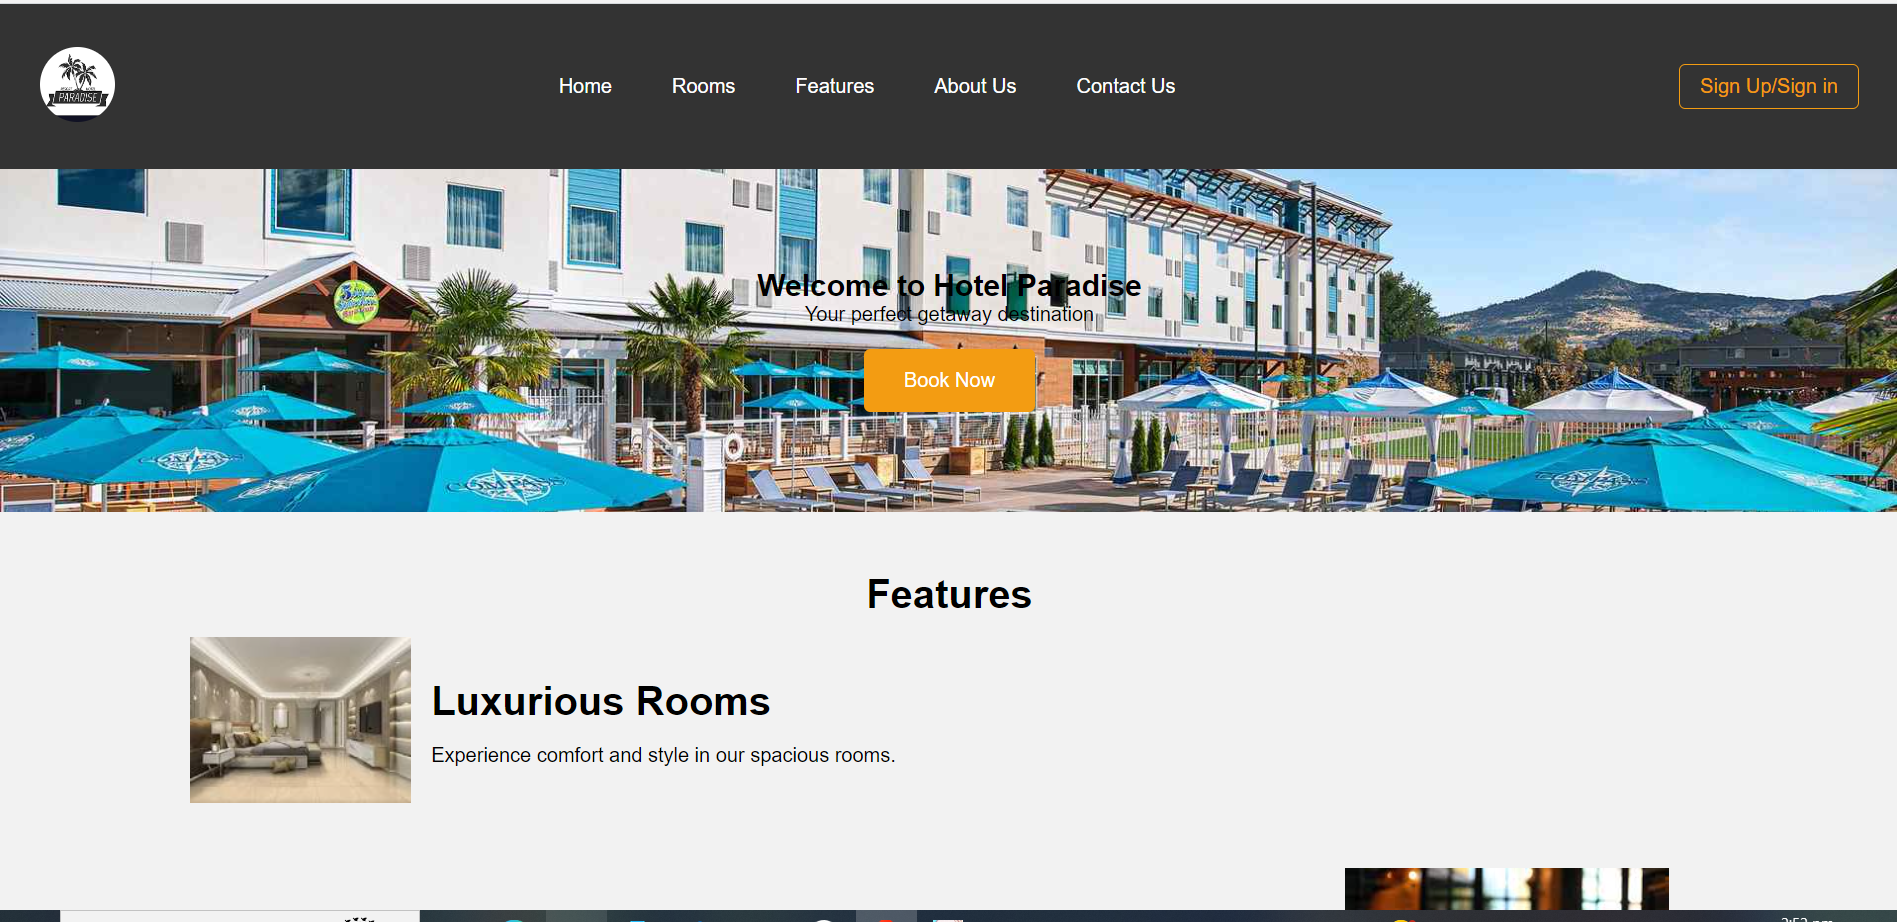 PARADISE
Home
Rooms
Features
About Us
Contact Us
Sign Up/Sign in
Welcome to Hotel Paradise
Your perfect getaway destination
Book Now
COMPASS
Features
Luxurious Rooms
Experience comfort and style in our spacious rooms.